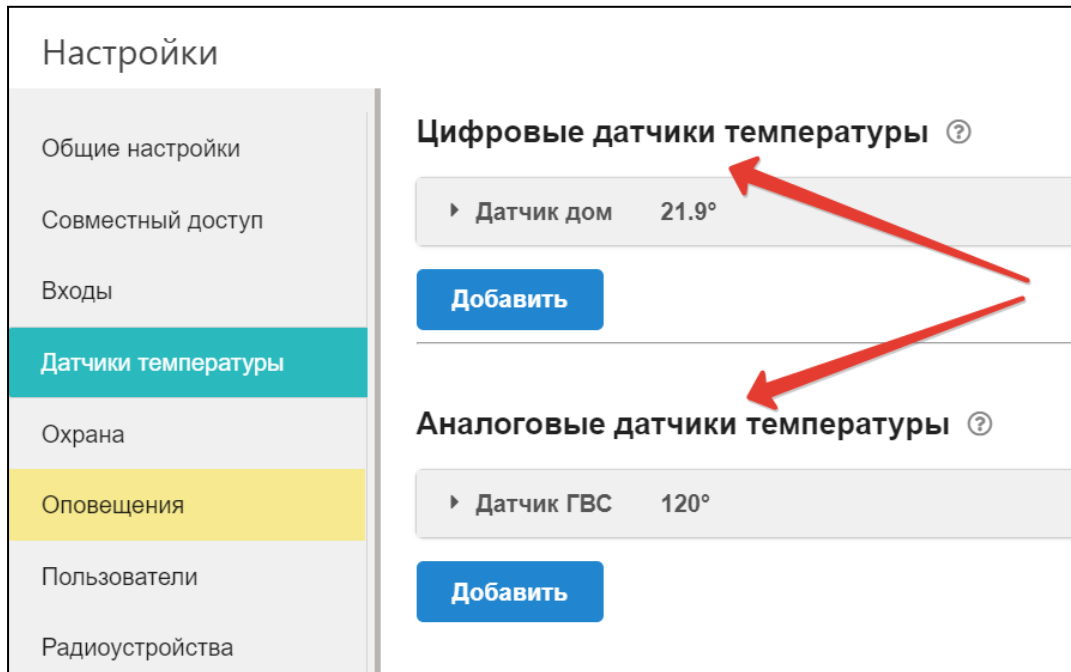 Настройки
Общие настройки
Совместный доступ
Входы
Датчики температуры
Охрана
Оповещения
Пользователи
Радиоустройства
Цифровые датчики температуры ?
Датчик дом 21.9°
Добавить
Аналоговые датчики температуры ?
Датчик ГВС 120°
Добавить